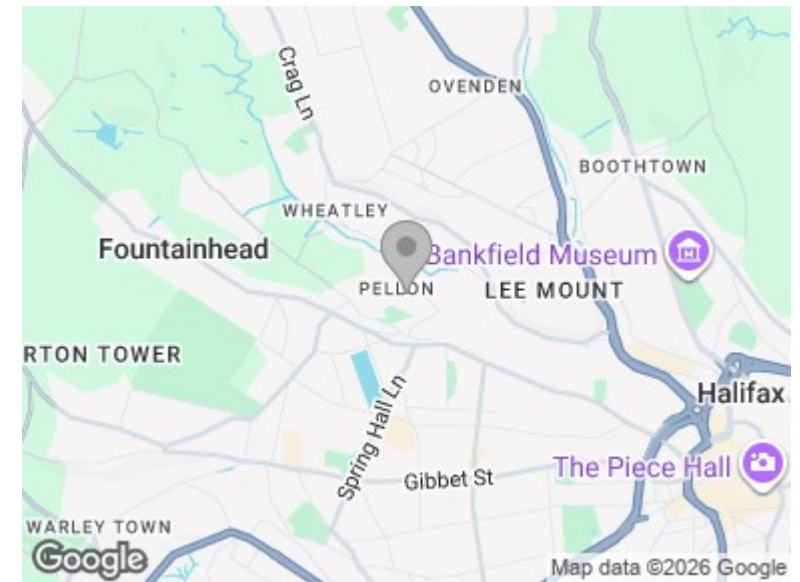 Crag Ln
OVENDEN
BOOTHTOWN
WHEATLEY
Fountainhead
Bankfield Museum
PELLON
LEE MOUNT
RTON TOWER
Halifax
Spring Hall Ln
The Piece Hall
Gibbet St
WARLEY TOWN
Google
Map data ©2026 Google